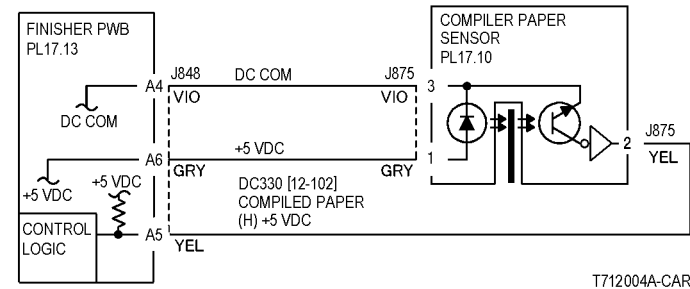 FINISHER PWB
PL17.13
COMPILER PAPER
SENSOR
PL17.10
A4 J848 DC COM J875 3
VIO VIO
DC COM
+5 VDC
A6 1
GRY GRY
+5 VDC
+5 VDC
DC330 [12-102]
COMPILED PAPER
(H) +5 VDC
2 J875
YEL
CONTROL
LOGIC
A5
YEL
T712004A-CAR